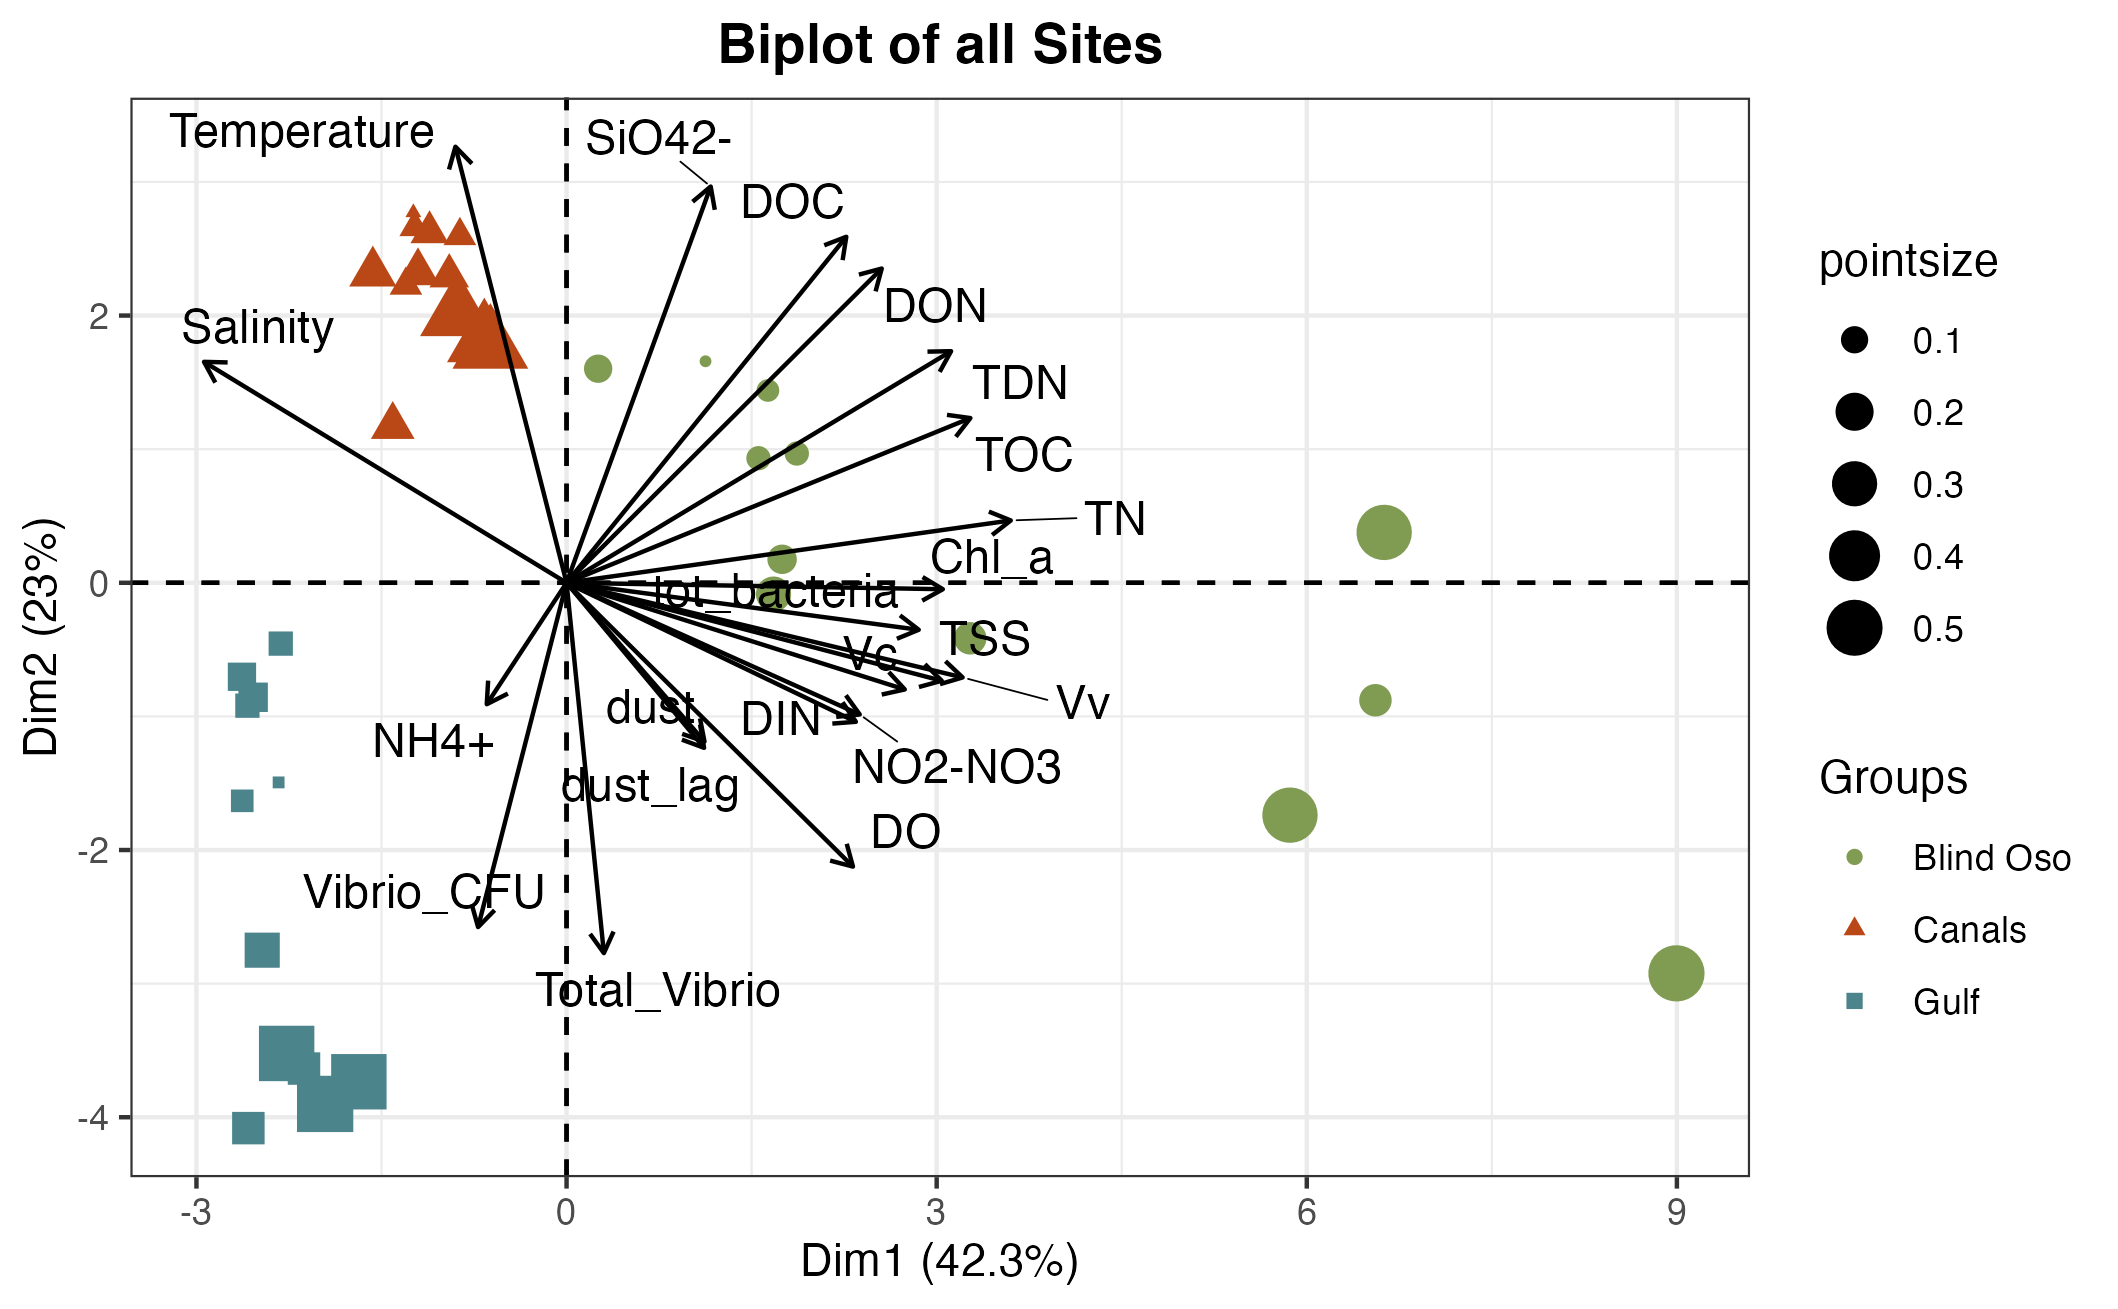 Biplot of all Sites
Temperature
SiO42-
DOC
DON
Salinity
TDN
TOC
TN
Chl_a
Tot_bacteria
TSS
Vc
Vv
dust
DIN
NH4+
NO2-NO3
dust_lag
DO
Vibrio_CFU
Total_Vibrio
2
0
-2
-4
-3
0
3
6
9
Dim1 (42.3%)
Dim2 (23%)
pointsize
0.1
0.2
0.3
0.4
0.5
Groups
Blind Oso
Canals
Gulf